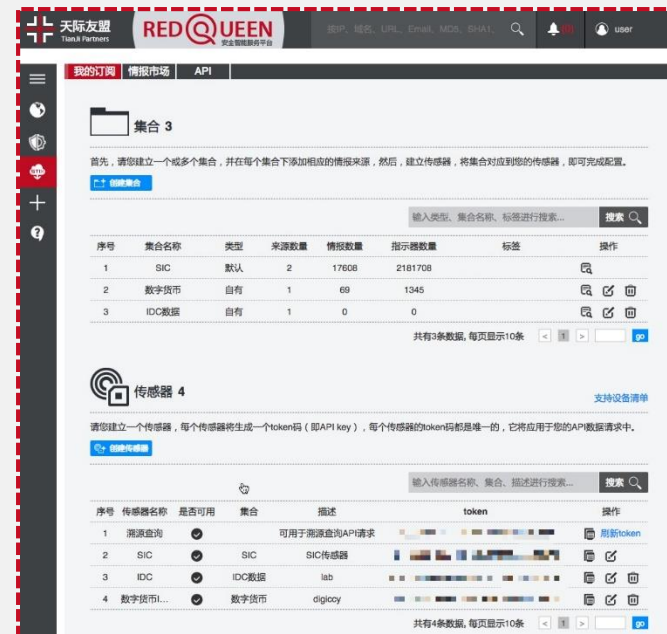 天际友盟 RED QUEEN 按IP、域名、URL、Email、MD5、SHA1、 user
TianJi Partners 安全智能服务平台
我的订阅 情报市场 API
集合 3
首先，请您建立一个或多个集合，并在每个集合下添加相应的情报来源，然后，建立传感器，将集合对应到您的传感器，即可完成配置。
创建集合
输入类型、集合名称、标签进行搜索... 搜索
序号 集合名称 类型 来源数量 情报数量 指示器数量 标签 操作
1 SIC 默认 2 17608 2181708
2 数字货币 自有 1 69 1345
3 IDC数据 自有 1 0 0
共有3条数据, 每页显示10条 < 1 > go
传感器 4
支持设备清单
请您建立一个传感器，每个传感器将生成一个token码（即API key），每个传感器的token码都是唯一的，它将应用于您的API数据请求中。
创建传感器
输入传感器名称、集合、描述进行搜索... 搜索
序号 传感器名称 是否可用 集合 描述 token 操作
1 溯源查询 可用于溯源查询API请求 刷新token
2 SIC SIC SIC传感器
3 IDC IDC数据 lab
4 数字货币I... 数字货币 digiccy
共有4条数据, 每页显示10条 < 1 > go